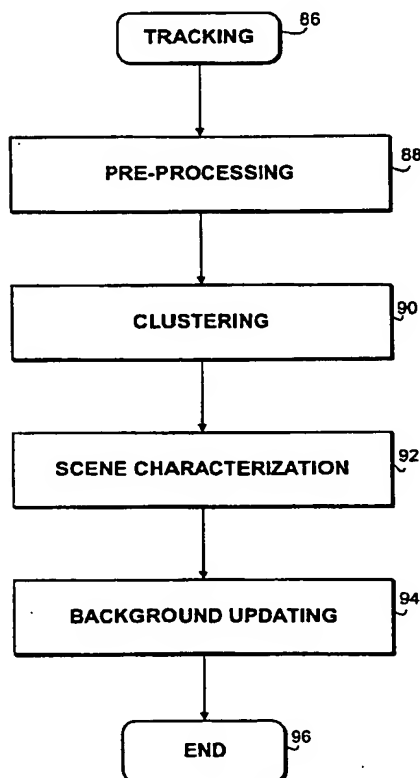 TRACKING
86
PRE-PROCESSING
88
CLUSTERING
90
SCENE CHARACTERIZATION
92
BACKGROUND UPDATING
94
END
96